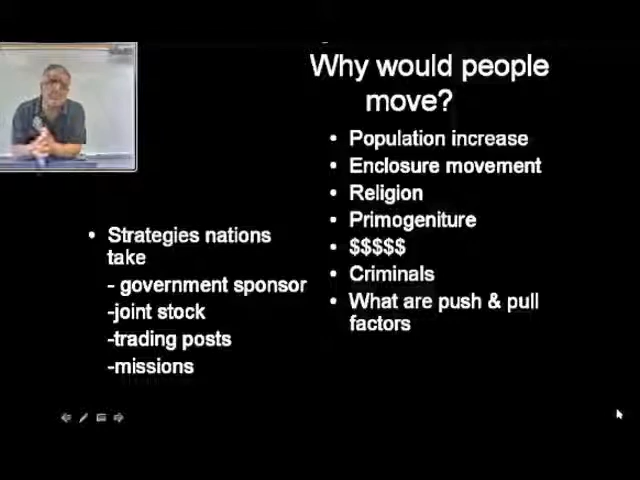 Why would people
move?
• Population increase
• Enclosure movement
• Religion
• Primogeniture
• $$$$$
• Criminals
• What are push & pull
factors
• Strategies nations
take
- government sponsor
-joint stock
-trading posts
-missions